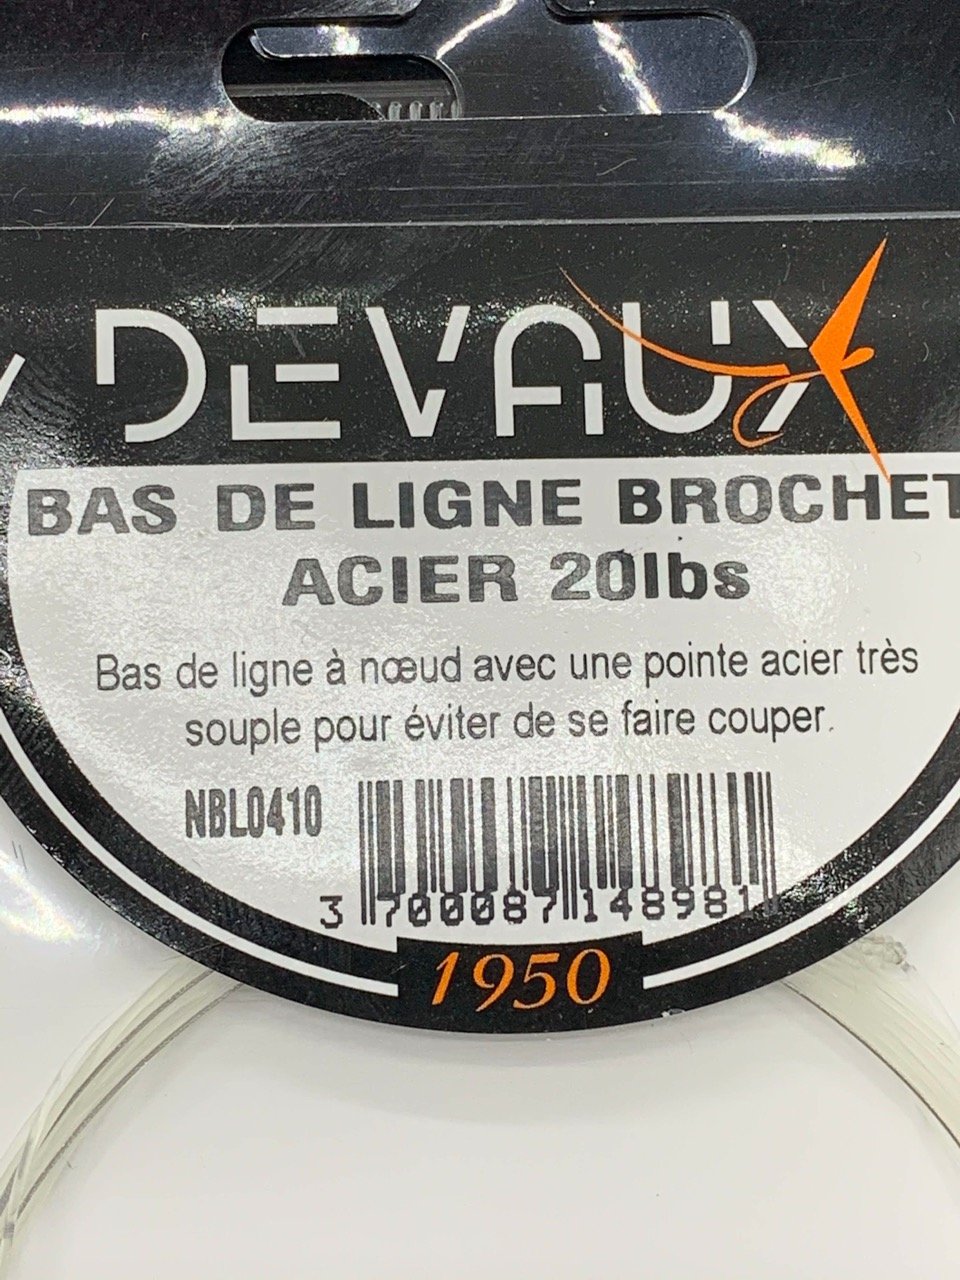 DEVAUX
BAS DE LIGNE BROCHET
ACIER 20lbs
Bas de ligne à nœud avec une pointe acier très
souple pour éviter de se faire couper.
NBL0410
3 700087 148981
1950